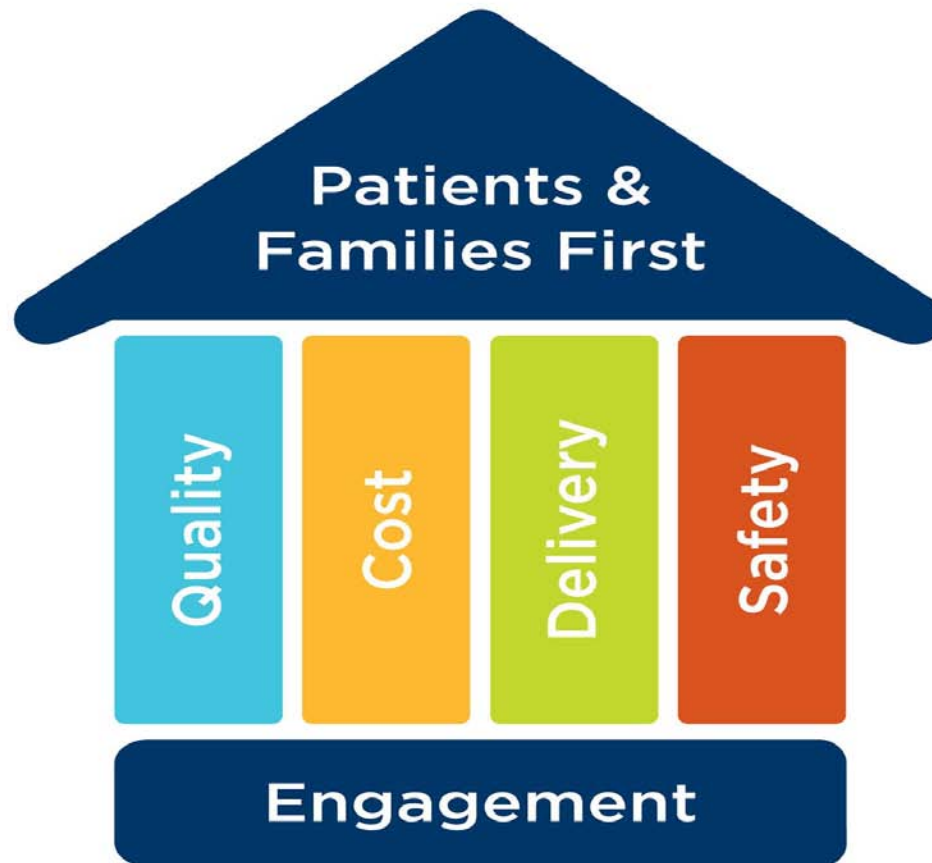 Patients &
Families First
Quality
Cost
Delivery
Safety
Engagement